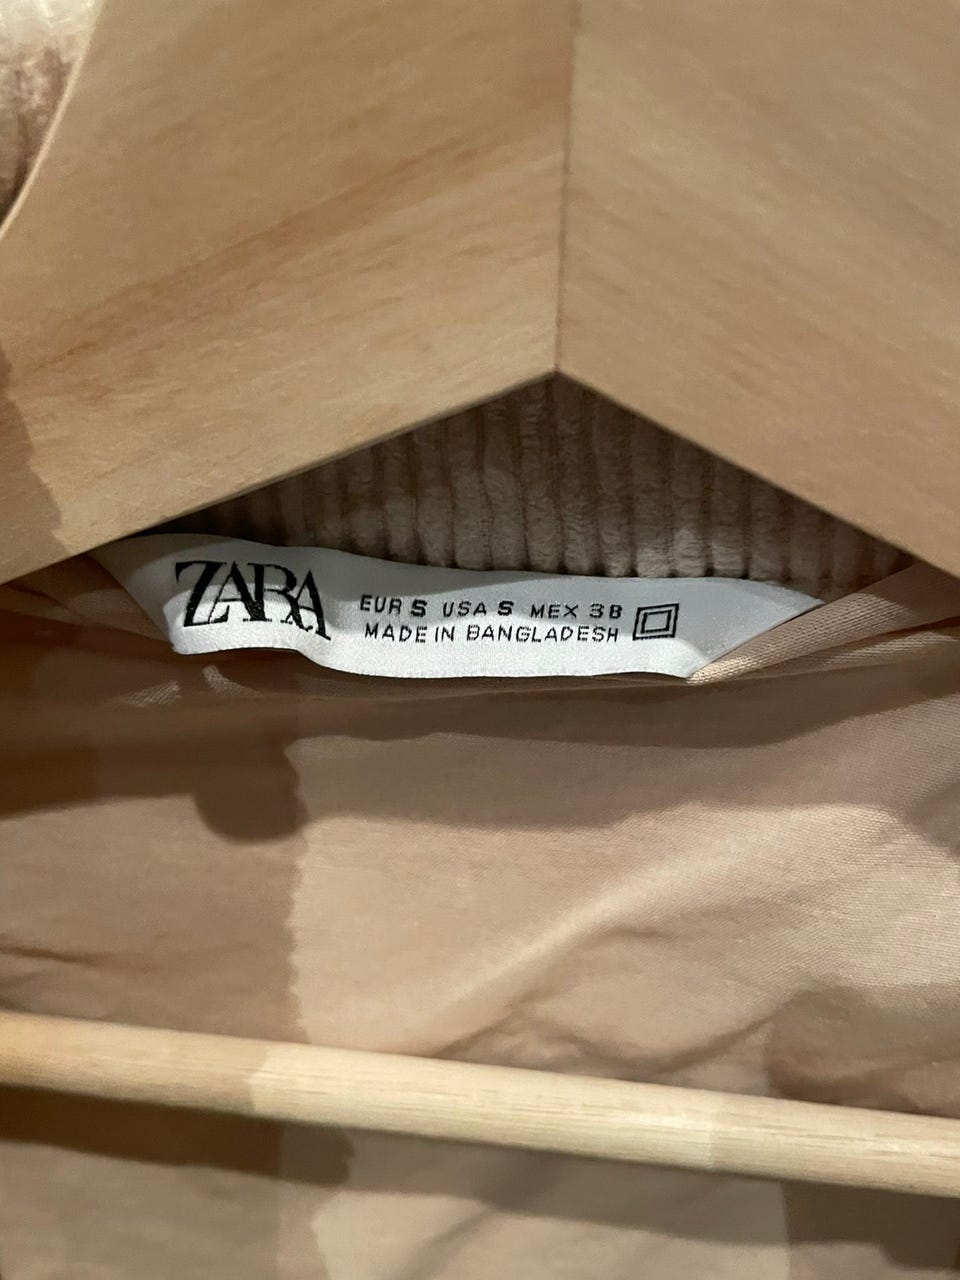 ZARA
EUR S USA S MEX 38
MADE IN BANGLADESH